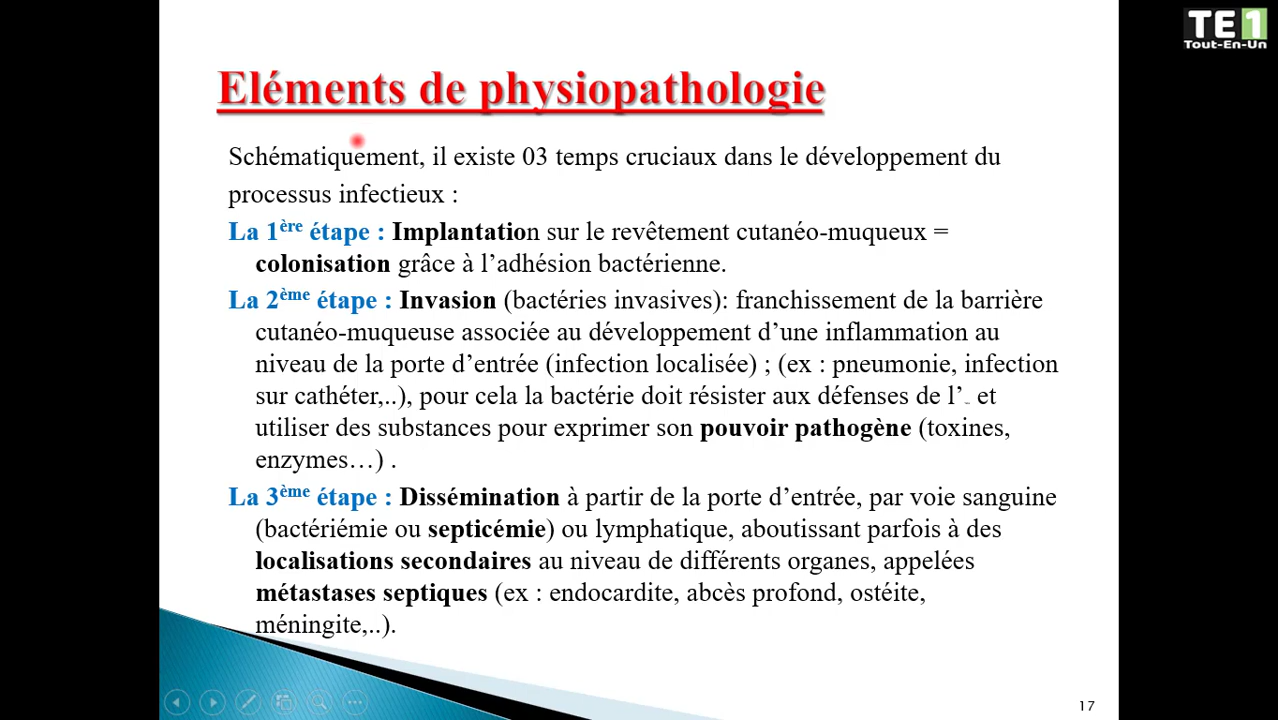 TE1
Tout-En-Un
Eléments de physiopathologie
Schématiquement, il existe 03 temps cruciaux dans le développement du
processus infectieux :
La 1ère étape : Implantation sur le revêtement cutanéo-muqueux =
colonisation grâce à l’adhésion bactérienne.
La 2ème étape : Invasion (bactéries invasives): franchissement de la barrière
cutanéo-muqueuse associée au développement d’une inflammation au
niveau de la porte d’entrée (infection localisée) ; (ex : pneumonie, infection
sur cathéter,..), pour cela la bactérie doit résister aux défenses de l’ et
utiliser des substances pour exprimer son pouvoir pathogène (toxines,
enzymes…) .
La 3ème étape : Dissémination à partir de la porte d’entrée, par voie sanguine
(bactériémie ou septicémie) ou lymphatique, aboutissant parfois à des
localisations secondaires au niveau de différents organes, appelées
métastases septiques (ex : endocardite, abcès profond, ostéite,
méningite,..).
17